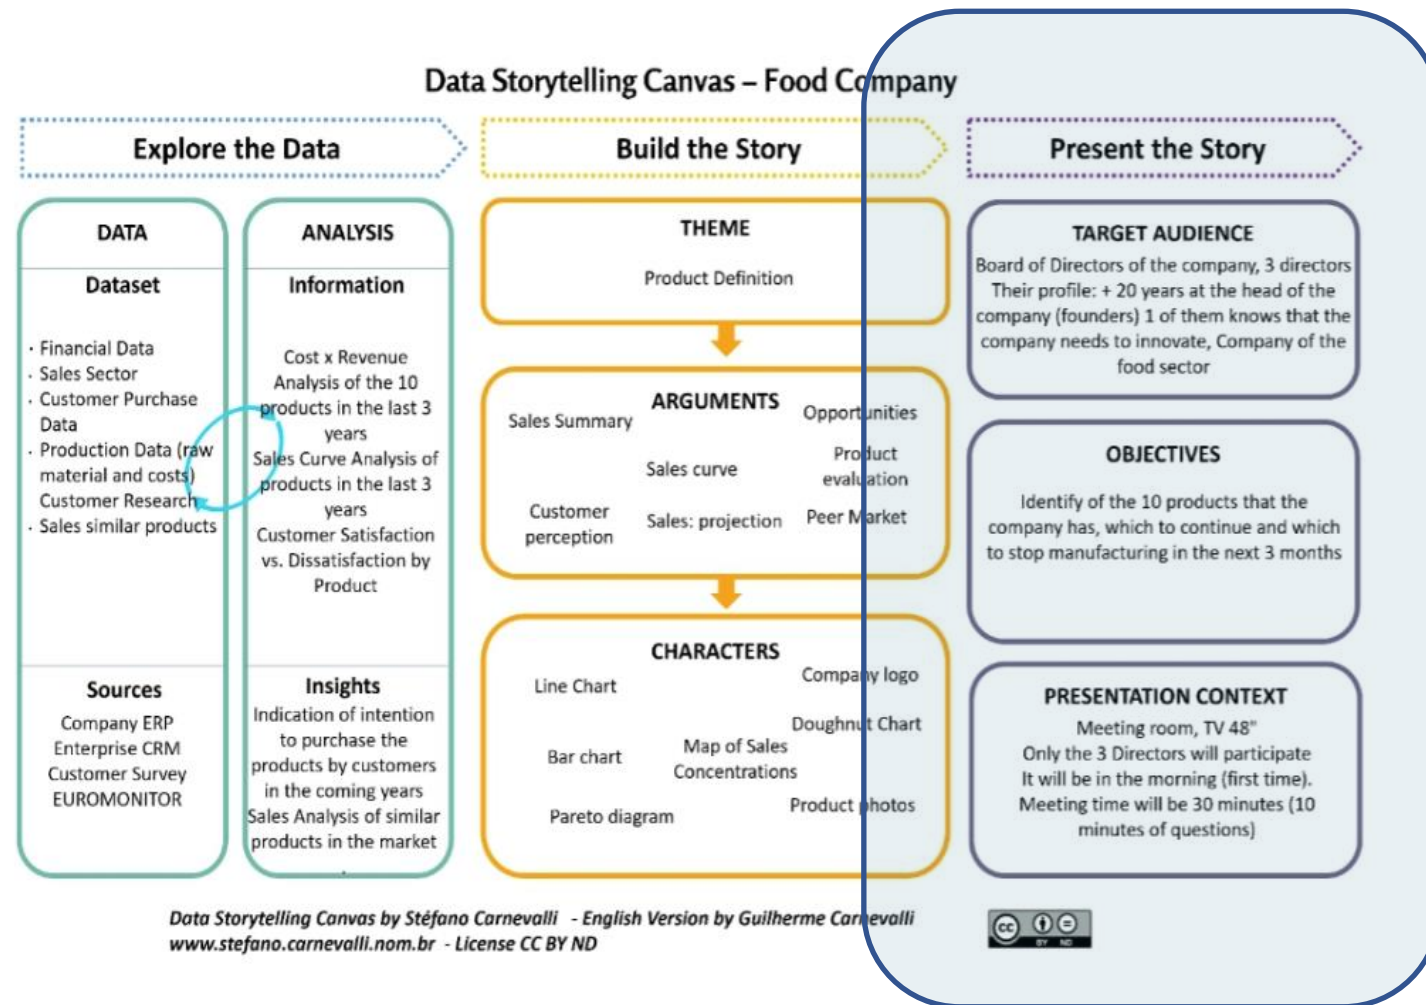 Data Storytelling Canvas – Food Company
Explore the Data
DATA
Dataset
· Financial Data
· Sales Sector
· Customer Purchase
Data
· Production Data (raw
material and costs)
Customer Research
· Sales similar products
Sources
Company ERP
Enterprise CRM
Customer Survey
EUROMONITOR
ANALYSIS
Information
Cost x Revenue
Analysis of the 10
products in the last 3
years
Sales Curve Analysis of
products in the last 3
years
Customer Satisfaction
vs. Dissatisfaction by
Product
Insights
Indication of intention
to purchase the
products by customers
in the coming years
Sales Analysis of similar
products in the market
.
Build the Story
THEME
Product Definition
ARGUMENTS
Sales Summary
Opportunities
Sales curve
Product
evaluation
Customer
perception
Sales: projection
Peer Market
CHARACTERS
Line Chart
Company logo
Doughnut Chart
Bar chart
Map of Sales
Concentrations
Pareto diagram
Product photos
Present the Story
TARGET AUDIENCE
Board of Directors of the company, 3 directors
Their profile: + 20 years at the head of the
company (founders) 1 of them knows that the
company needs to innovate, Company of the
food sector
OBJECTIVES
Identify of the 10 products that the
company has, which to continue and which
to stop manufacturing in the next 3 months
PRESENTATION CONTEXT
Meeting room, TV 48"
Only the 3 Directors will participate
It will be in the morning (first time).
Meeting time will be 30 minutes (10
minutes of questions)
Data Storytelling Canvas by Stéfano Carnevalli - English Version by Guilherme Carnevalli
www.stefano.carnevalli.nom.br - License CC BY ND
cc
BY ND